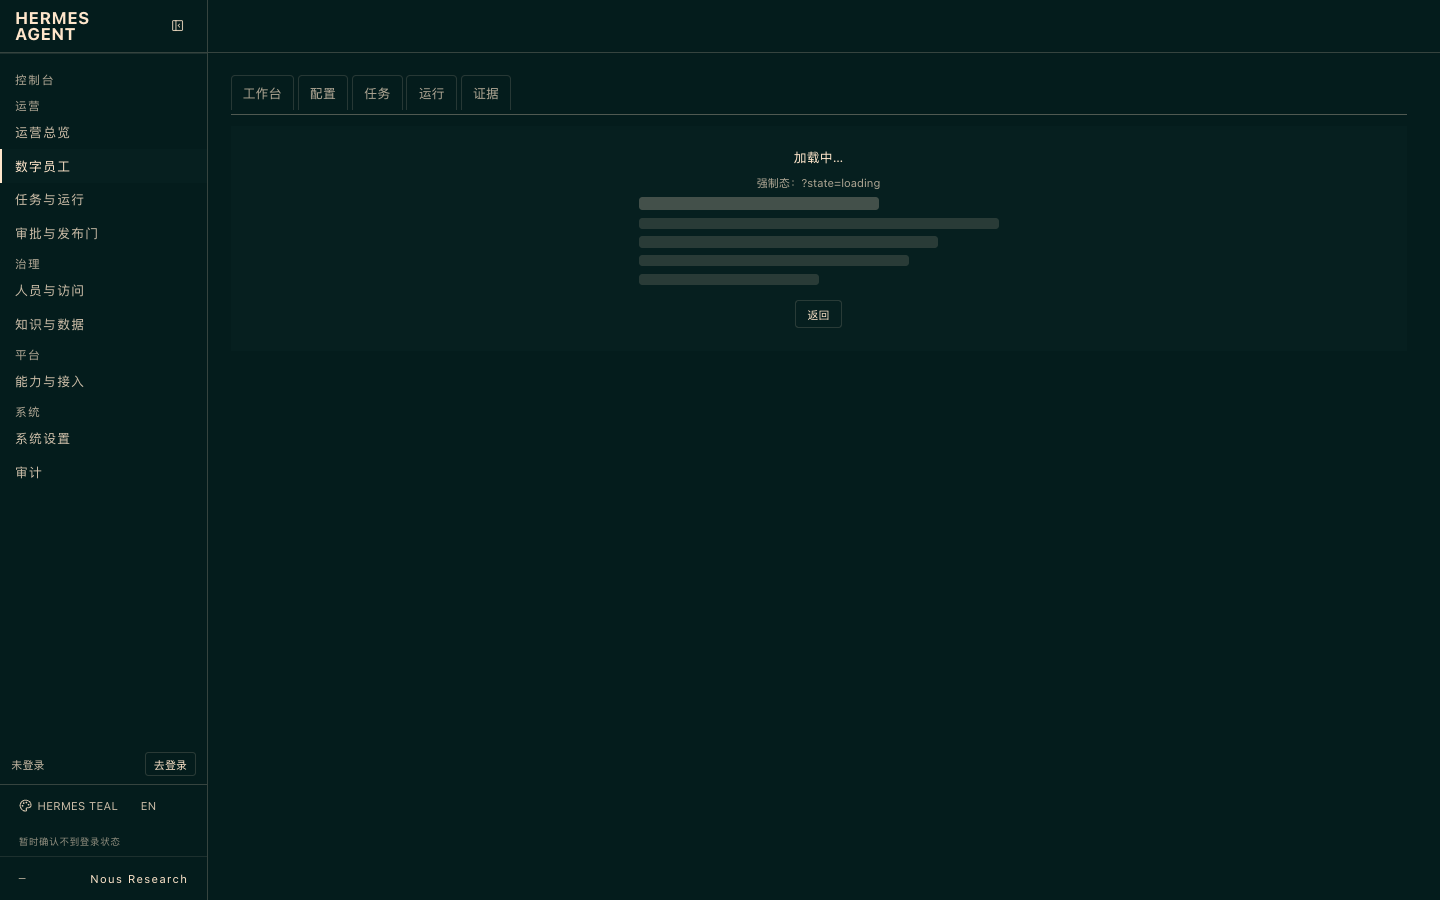 HERMES
AGENT
控制台
运营
运营总览
数字员工
任务与运行
审批与发布门
治理
人员与访问
知识与数据
平台
能力与接入
系统
系统设置
审计
未登录
去登录
HERMES TEAL
EN
暂时确认不到登录状态
—
Nous Research
工作台
配置
任务
运行
证据
加载中...
强制态：?state=loading
返回